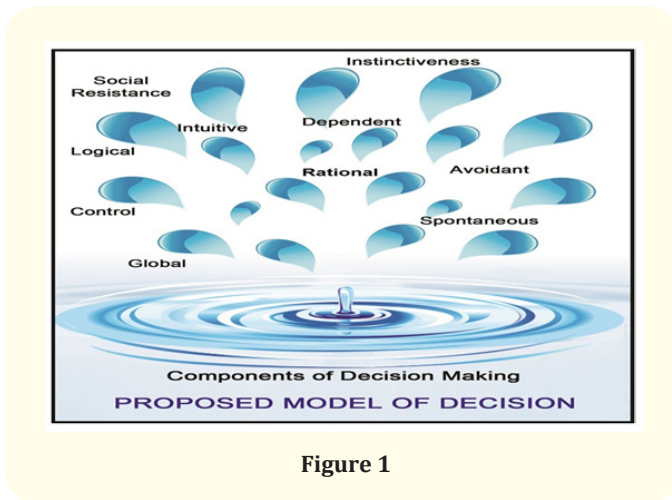 Instinctiveness
Social
Resistance
Intuitive
Dependent
Logical
Rational
Avoidant
Control
Spontaneous
Global
Components of Decision Making
PROPOSED MODEL OF DECISION
Figure 1